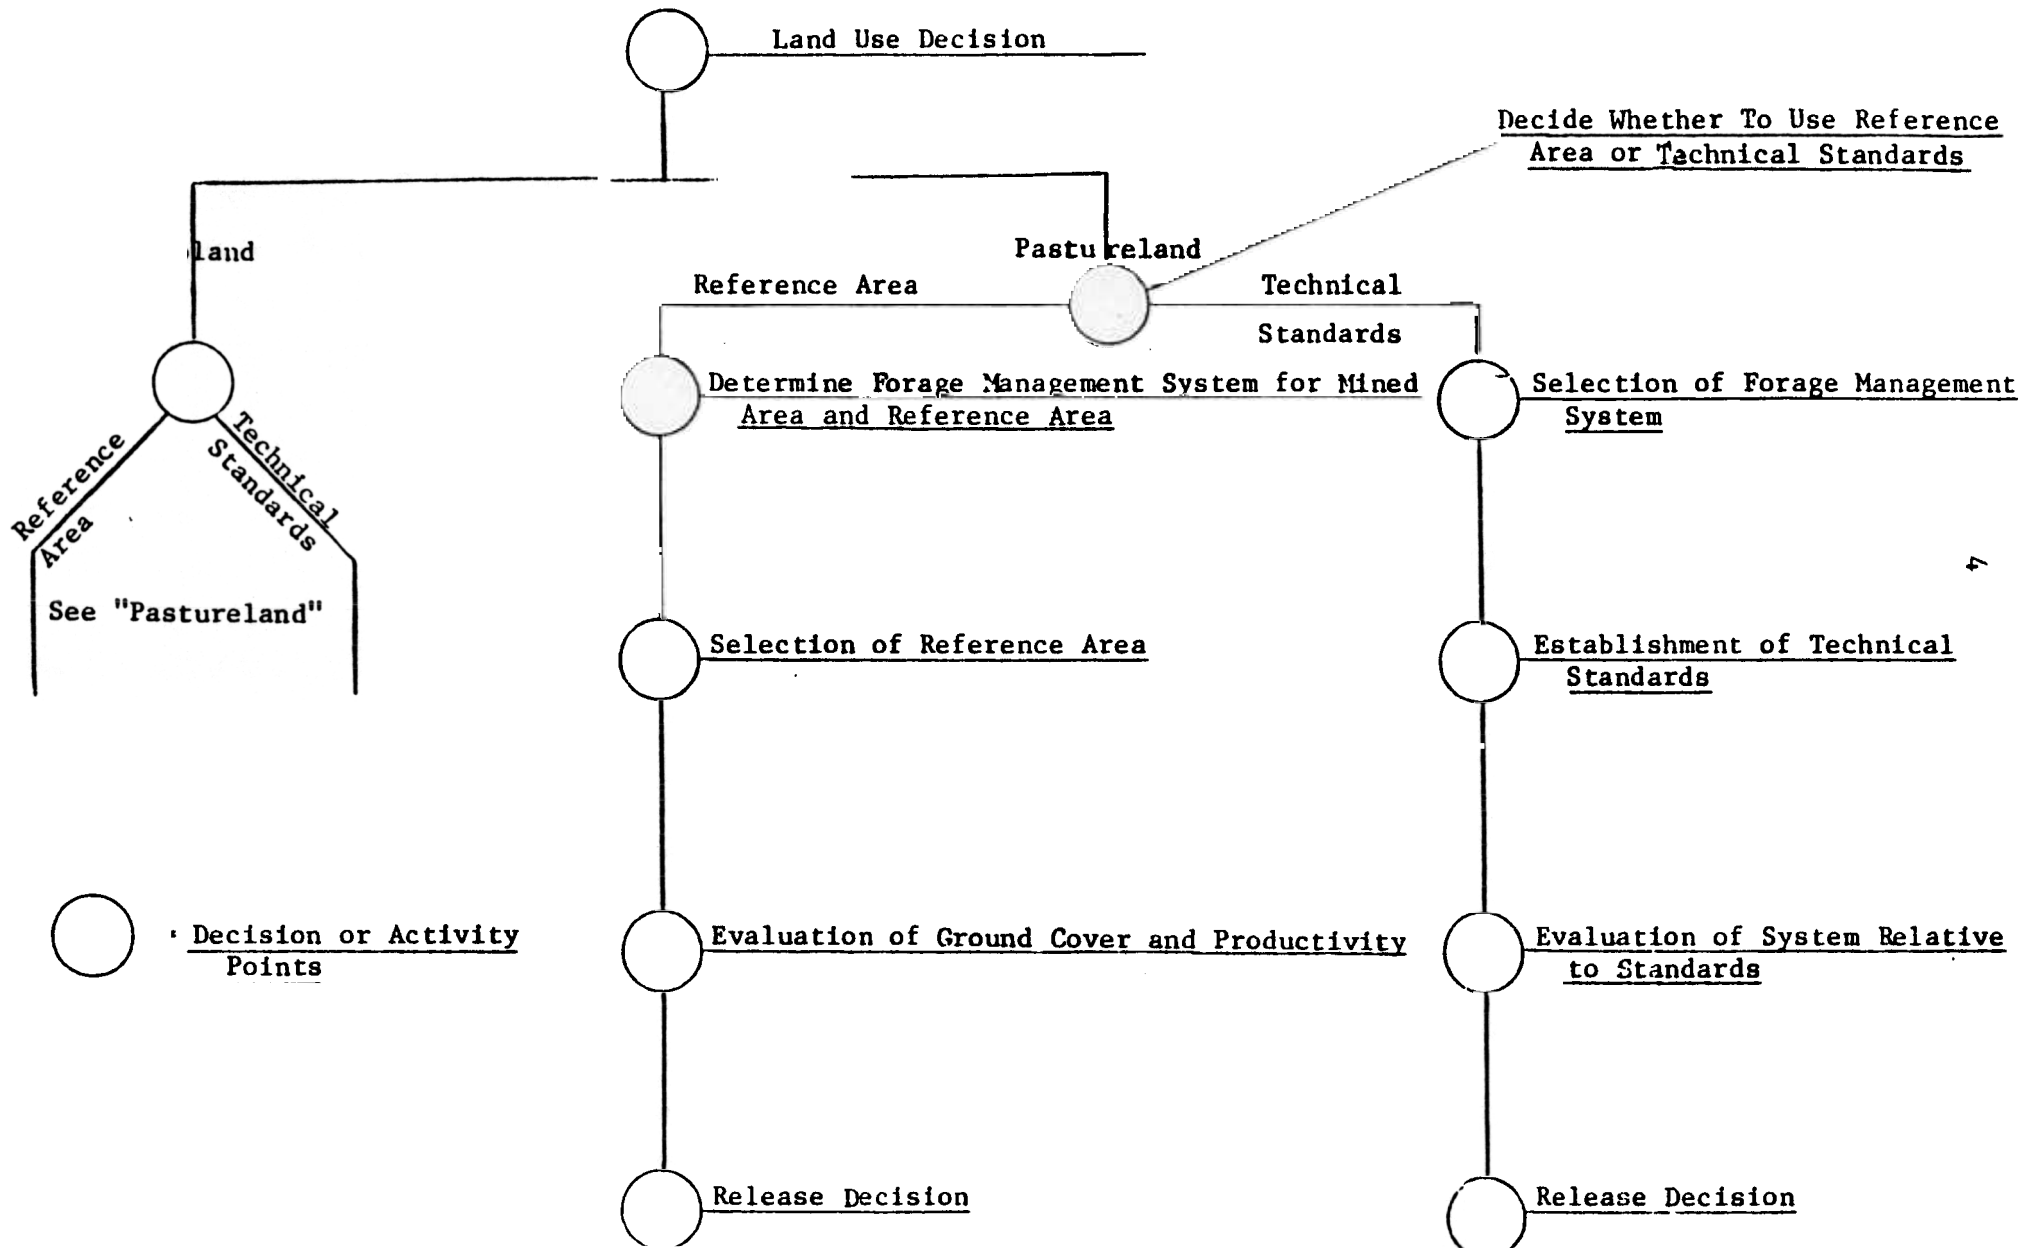 Land Use Decision
Decide Whether To Use Reference
Area or Technical Standards
land
Pastureland
Reference Area
Technical
Standards
Determine Forage Management System for Mined
Area and Reference Area
Selection of Forage Management
System
Reference
Area
Technical
Standards
See "Pastureland"
4
Selection of Reference Area
Establishment of Technical
Standards
Decision or Activity
Points
Evaluation of Ground Cover and Productivity
Evaluation of System Relative
to Standards
Release Decision
Release Decision